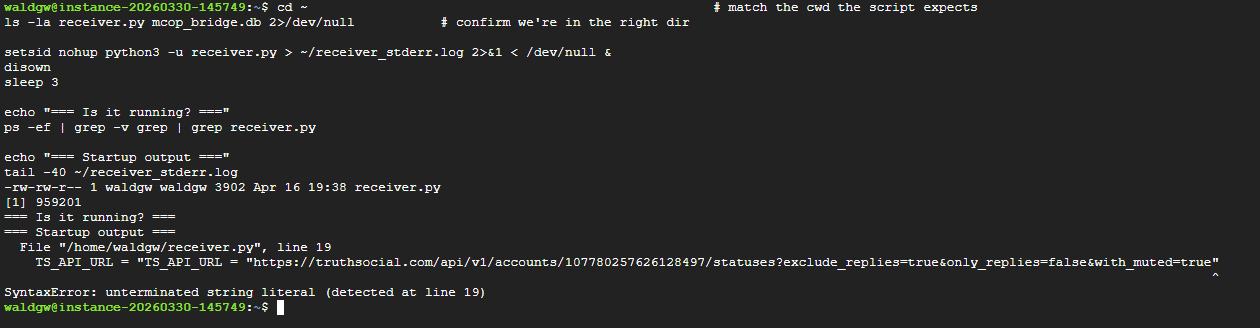 waldgw@instance-20260330-145749:~$ cd ~ # match the cwd the script expects
ls -la receiver.py mcop_bridge.db 2>/dev/null # confirm we're in the right dir
setsid nohup python3 -u receiver.py > ~/receiver_stderr.log 2>&1 < /dev/null &
disown
sleep 3
echo "=== Is it running? ==="
ps -ef | grep -v grep | grep receiver.py
echo "=== Startup output ==="
tail -40 ~/receiver_stderr.log
-rw-rw-r-- 1 waldgw waldgw 3902 Apr 16 19:38 receiver.py
[1] 959201
=== Is it running? ===
=== Startup output ===
File "/home/waldgw/receiver.py", line 19
TS_API_URL = "TS_API_URL = "https://truthsocial.com/api/v1/accounts/107780257626128497/statuses?exclude_replies=true&only_replies=false&with_muted=true"
^
SyntaxError: unterminated string literal (detected at line 19)
waldgw@instance-20260330-145749:~$